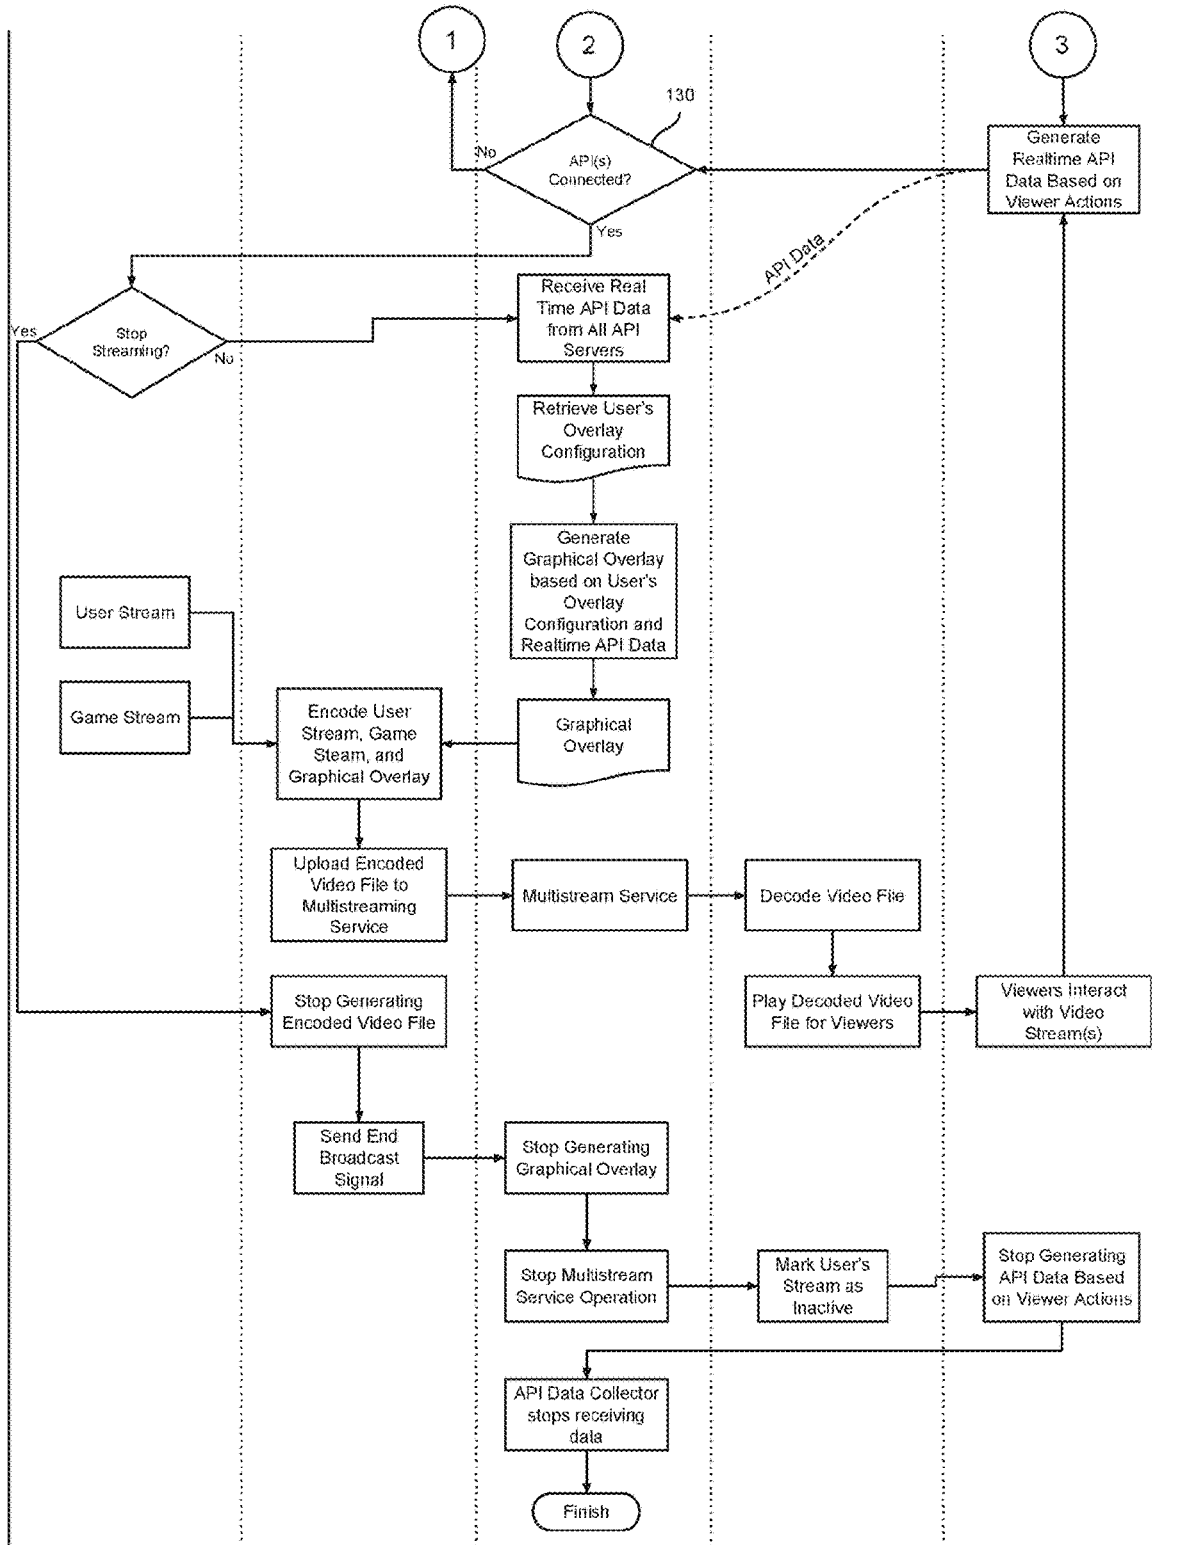 1
2
3
130
Generate
Realtime API
Data Based on
Viewer Actions
No
API(s)
Connected?
Yes
API Data
Receive Real
Time API Data
from All API
Servers
Yes
Stop
Streaming?
No
Retrieve User's
Overlay
Configuration
Generate
Graphical Overlay
based on User's
Overlay
Configuration and
Realtime API Data
User Stream
Game Stream
Encode User
Stream, Game
Steam, and
Graphical Overlay
Graphical
Overlay
Upload Encoded
Video File to
Multistreaming
Service
Multistream Service
Decode Video File
Stop Generating
Encoded Video File
Play Decoded Video
File for Viewers
Viewers Interact
with Video
Stream(s)
Send End
Broadcast
Signal
Stop Generating
Graphical Overlay
Stop Multistream
Service Operation
Mark User's
Stream as
Inactive
Stop Generating
API Data Based
on Viewer Actions
API Data Collector
stops receiving
data
Finish